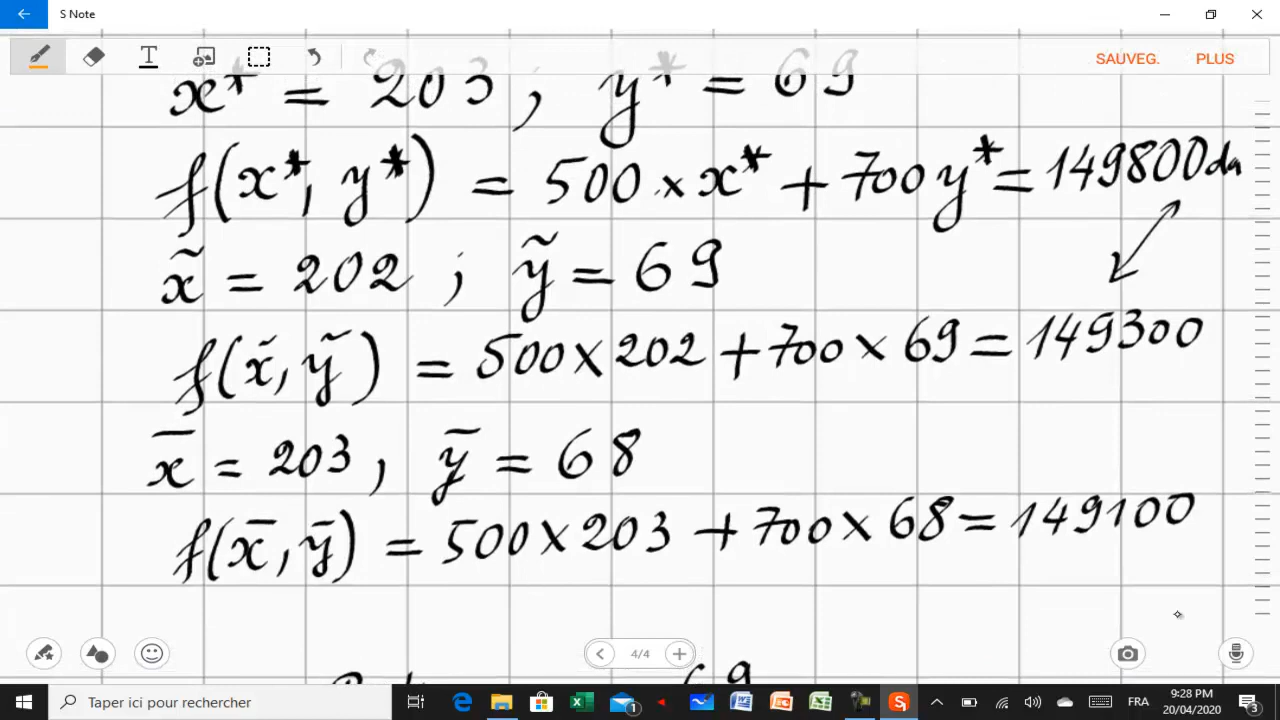 S Note
SAUVEG. PLUS
x* = 203 ; y* = 69
f(x*, y*) = 500 × x* + 700 y* = 149800 da
x̃ = 202 ; ỹ = 69
f(x̃, ỹ) = 500 × 202 + 700 × 69 = 149300
x̄ = 203 , ȳ = 68
f(x̄, ȳ) = 500 × 203 + 700 × 68 = 149100
69
4/4
Taper ici pour rechercher
FRA
9:28 PM
20/04/2020